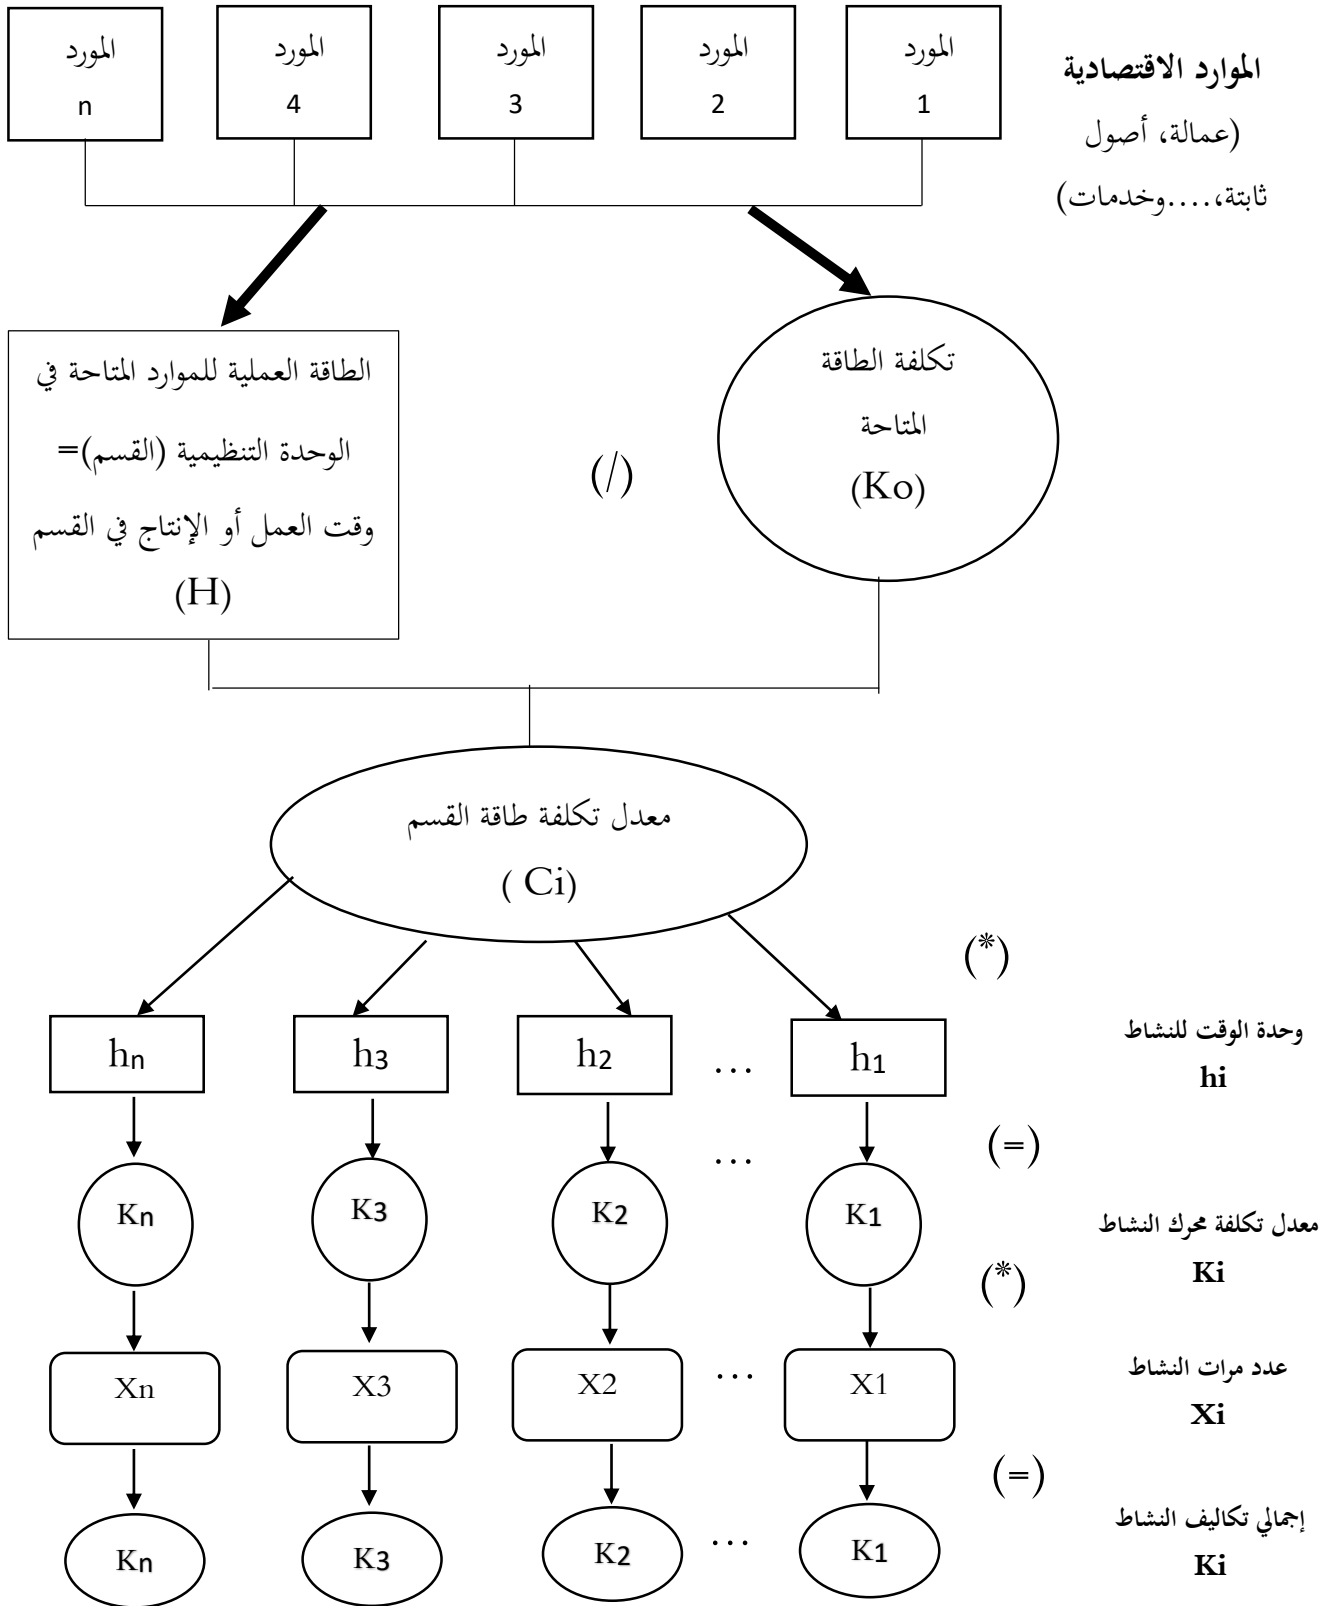 الموارد الاقتصادية
(عمالة، أصول
ثابتة،....وخدمات)
المورد
1
المورد
2
المورد
3
المورد
4
المورد
n
تكلفة الطاقة
المتاحة
(Ko)
(/)
الطاقة العملية للموارد المتاحة في
الوحدة التنظيمية (القسم)=
وقت العمل أو الإنتاج في القسم
(H)
معدل تكلفة طاقة القسم
( Ci)
(*)
وحدة الوقت للنشاط
hi
h1
...
h2
h3
hn
(=)
...
معدل تكلفة محرك النشاط
Ki
K1
K2
K3
Kn
(*)
عدد مرات النشاط
Xi
X1
...
X2
X3
Xn
(=)
إجمالي تكاليف النشاط
Ki
K1
...
K2
K3
Kn